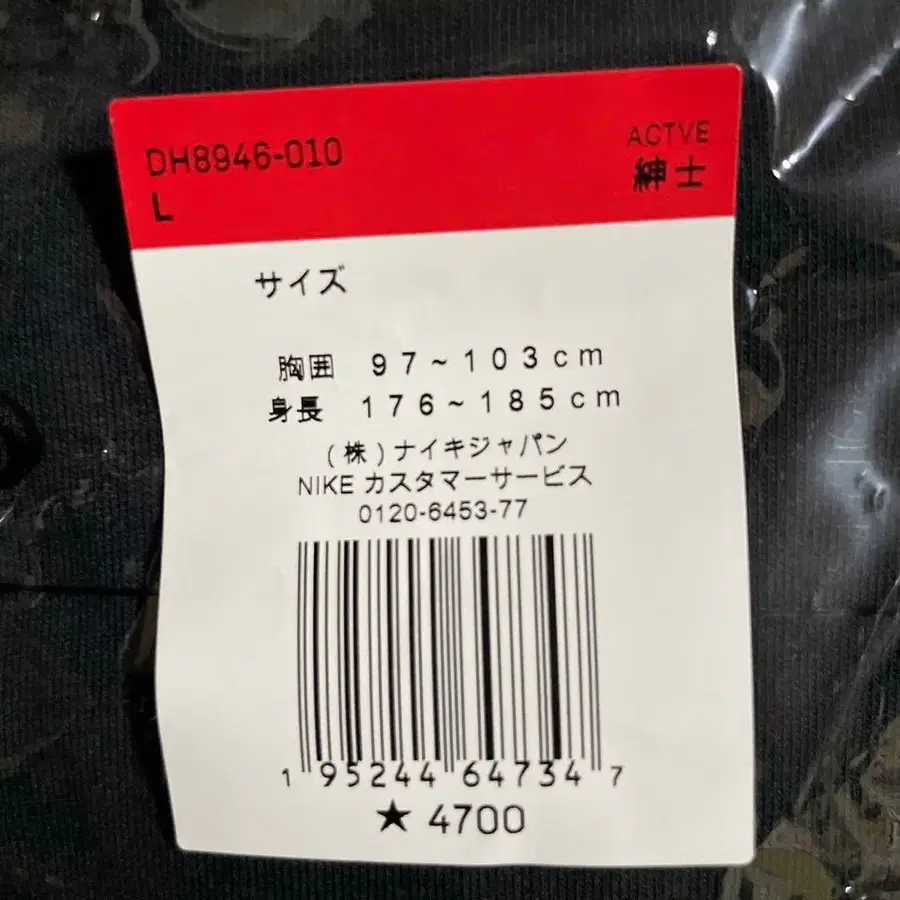 DH8946-010
L
ACTVE
紳士
サイズ
胸囲 97~103cm
身長 176~185cm
(株)ナイキジャパン
NIKE カスタマーサービス
0120-6453-77
1 95244 64734 7
★ 4700